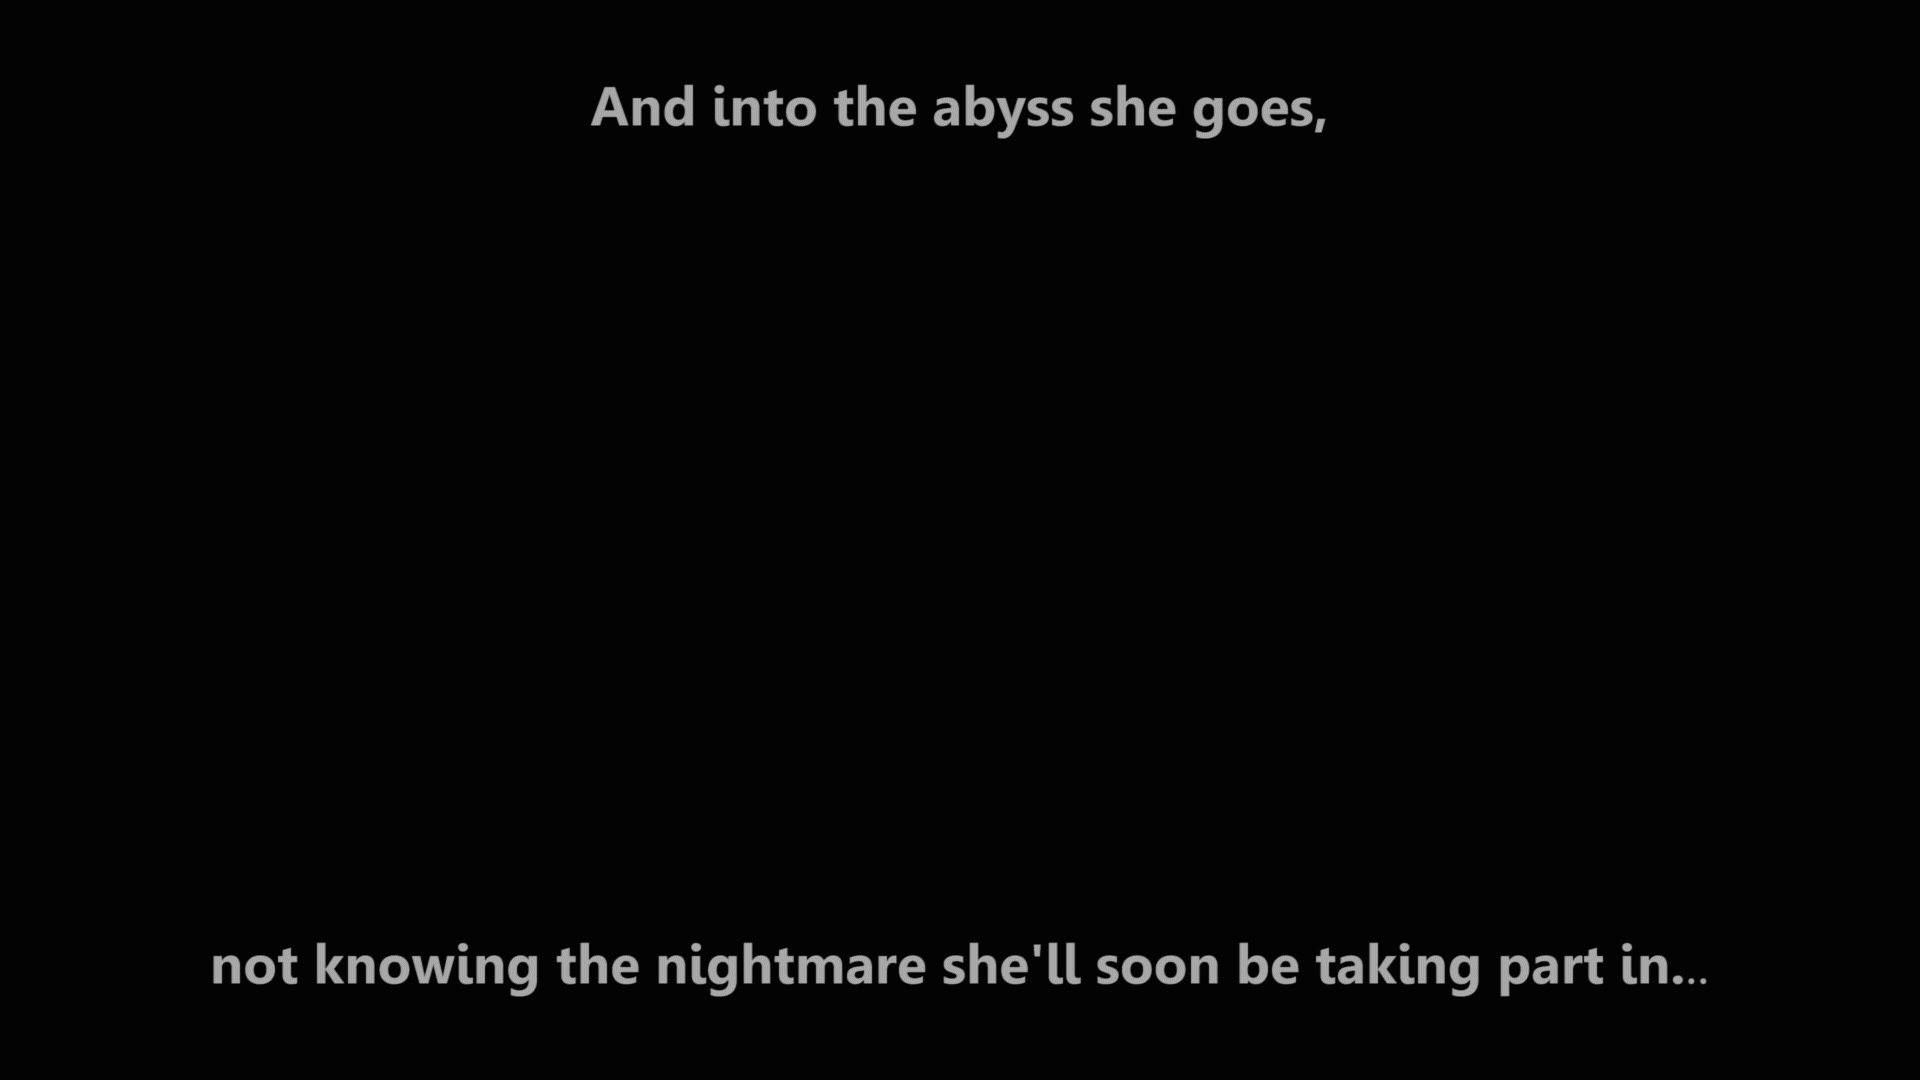 And into the abyss she goes,
not knowing the nightmare she'll soon be taking part in...